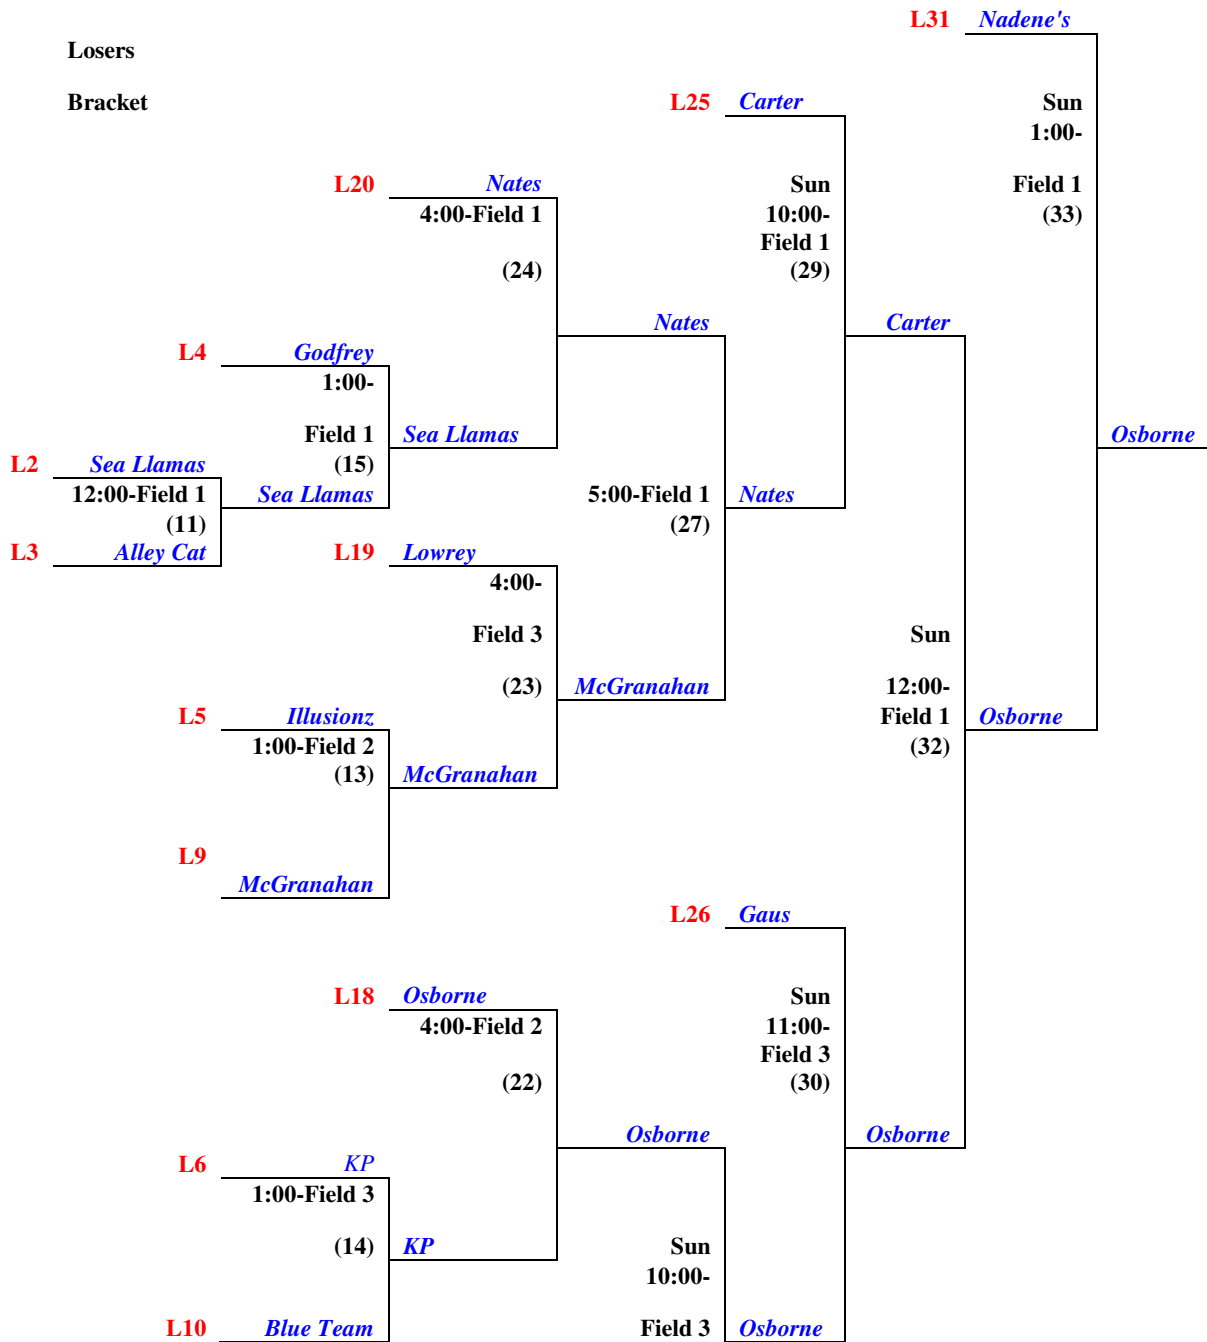 L31 Nadene's
Losers
Bracket
L25 Carter
Sun
1:00-
L20 Nates
Sun
Field 1
4:00-Field 1
10:00-
(33)
Field 1
(24)
(29)
Nates
Carter
L4 Godfrey
1:00-
Field 1
Sea Llamas
Osborne
L2 Sea Llamas
(15)
12:00-Field 1
Sea Llamas
5:00-Field 1
Nates
(11)
(27)
L3 Alley Cat
L19 Lowrey
4:00-
Field 3
Sun
(23)
McGranahan
12:00-
L5 Illusionz
Field 1
Osborne
1:00-Field 2
(32)
(13)
McGranahan
L9
McGranahan
L26 Gaus
L18 Osborne
Sun
4:00-Field 2
11:00-
Field 3
(22)
(30)
Osborne
Osborne
L6 KP
1:00-Field 3
(14)
KP
Sun
10:00-
L10 Blue Team
Field 3
Osborne